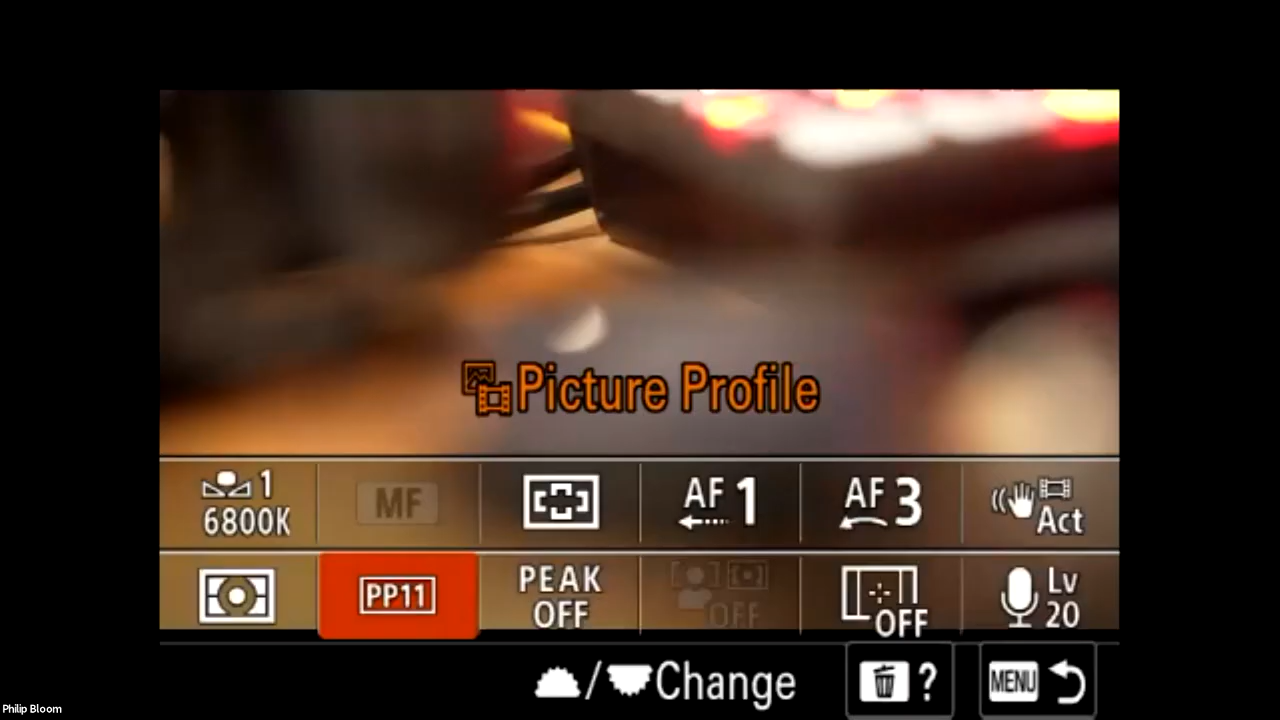 Picture Profile
1
6800K
MF
AF 1
AF 3
Act
PP11
PEAK
OFF
OFF
OFF
Lv
20
/ Change
?
MENU
Philip Bloom